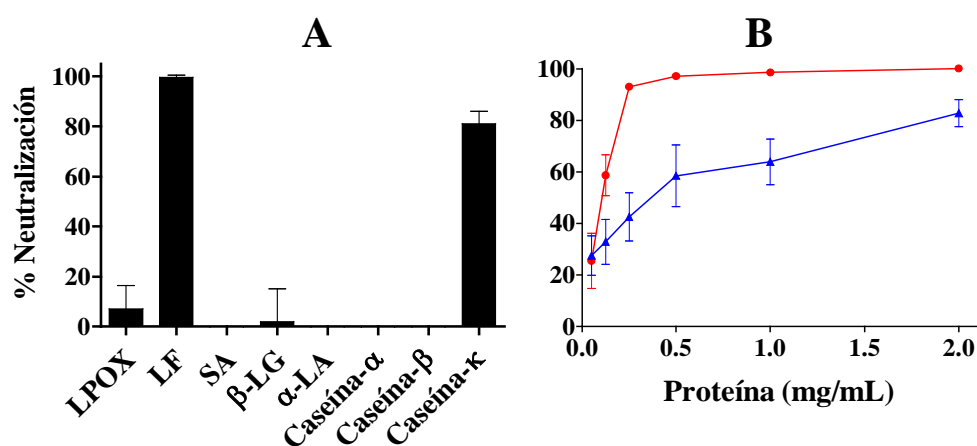 A
% Neutralización
100
80
60
40
20
0
LPOX
LF
SA
β-LG
α-LA
Caseína-α
Caseína-β
Caseína-κ
B
100
80
60
40
20
0
0.0
0.5
1.0
1.5
2.0
Proteína (mg/mL)